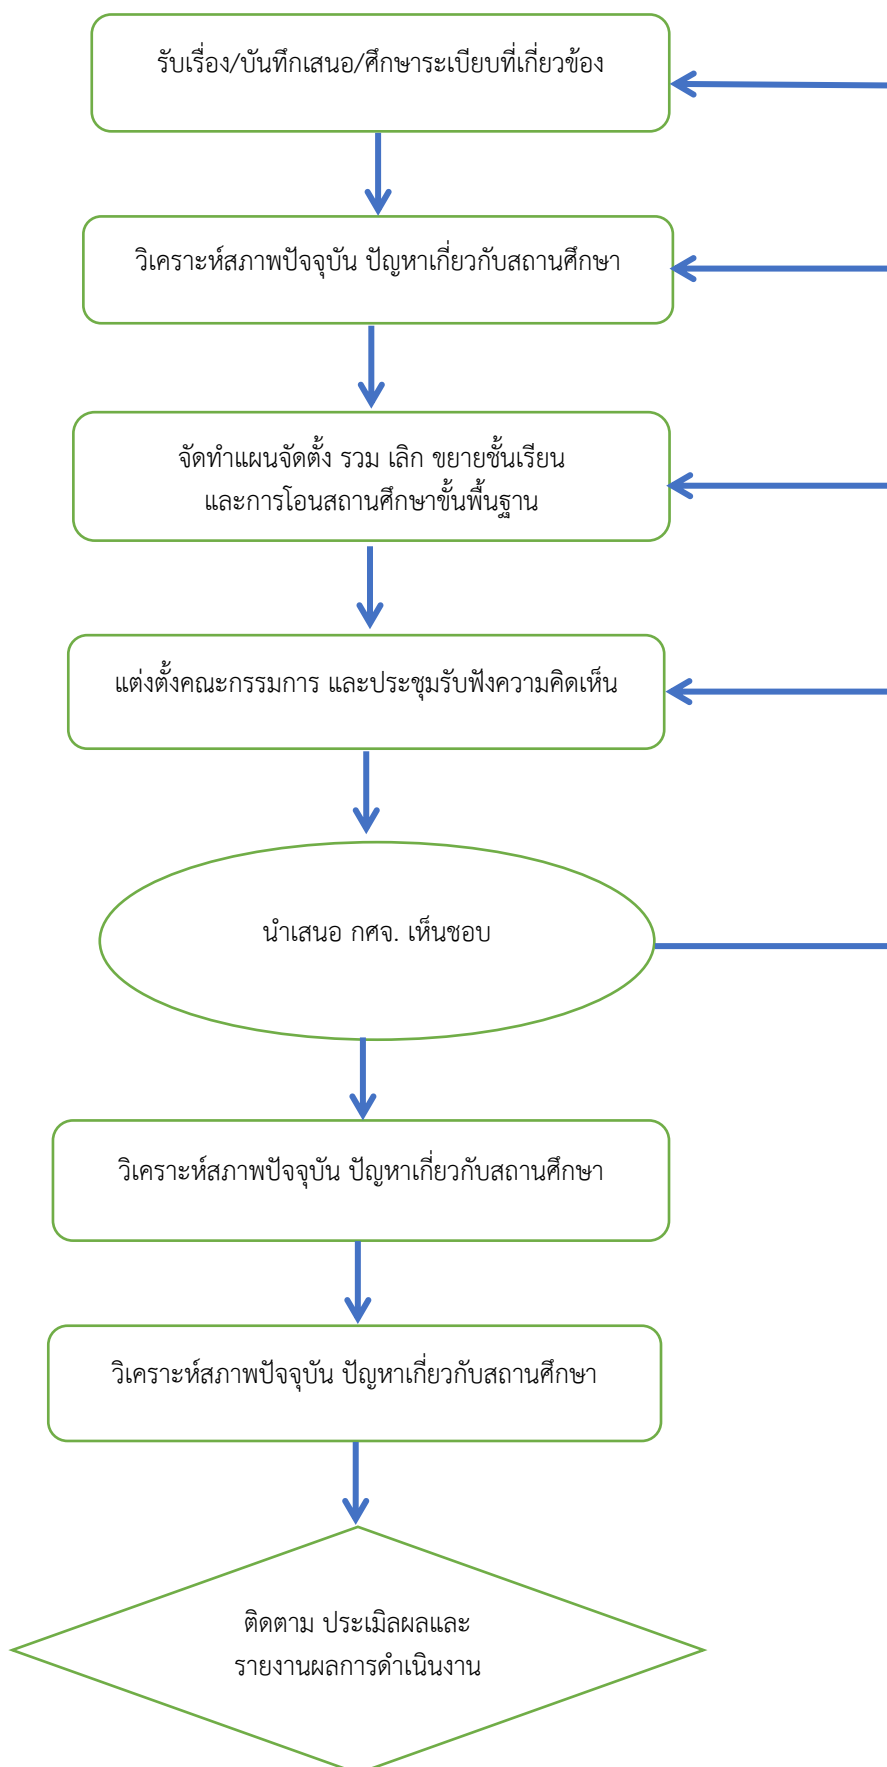 รับเรื่อง/บันทึกเสนอ/ศึกษาระเบียบที่เกี่ยวข้อง
วิเคราะห์สภาพปัจจุบัน ปัญหาเกี่ยวกับสถานศึกษา
จัดทำแผนจัดตั้ง รวม เลิก ขยายชั้นเรียน
และการโอนสถานศึกษาขั้นพื้นฐาน
แต่งตั้งคณะกรรมการ และประชุมรับฟังความคิดเห็น
นำเสนอ กศจ. เห็นชอบ
วิเคราะห์สภาพปัจจุบัน ปัญหาเกี่ยวกับสถานศึกษา
วิเคราะห์สภาพปัจจุบัน ปัญหาเกี่ยวกับสถานศึกษา
ติดตาม ประเมิลผลและ
รายงานผลการดำเนินงาน